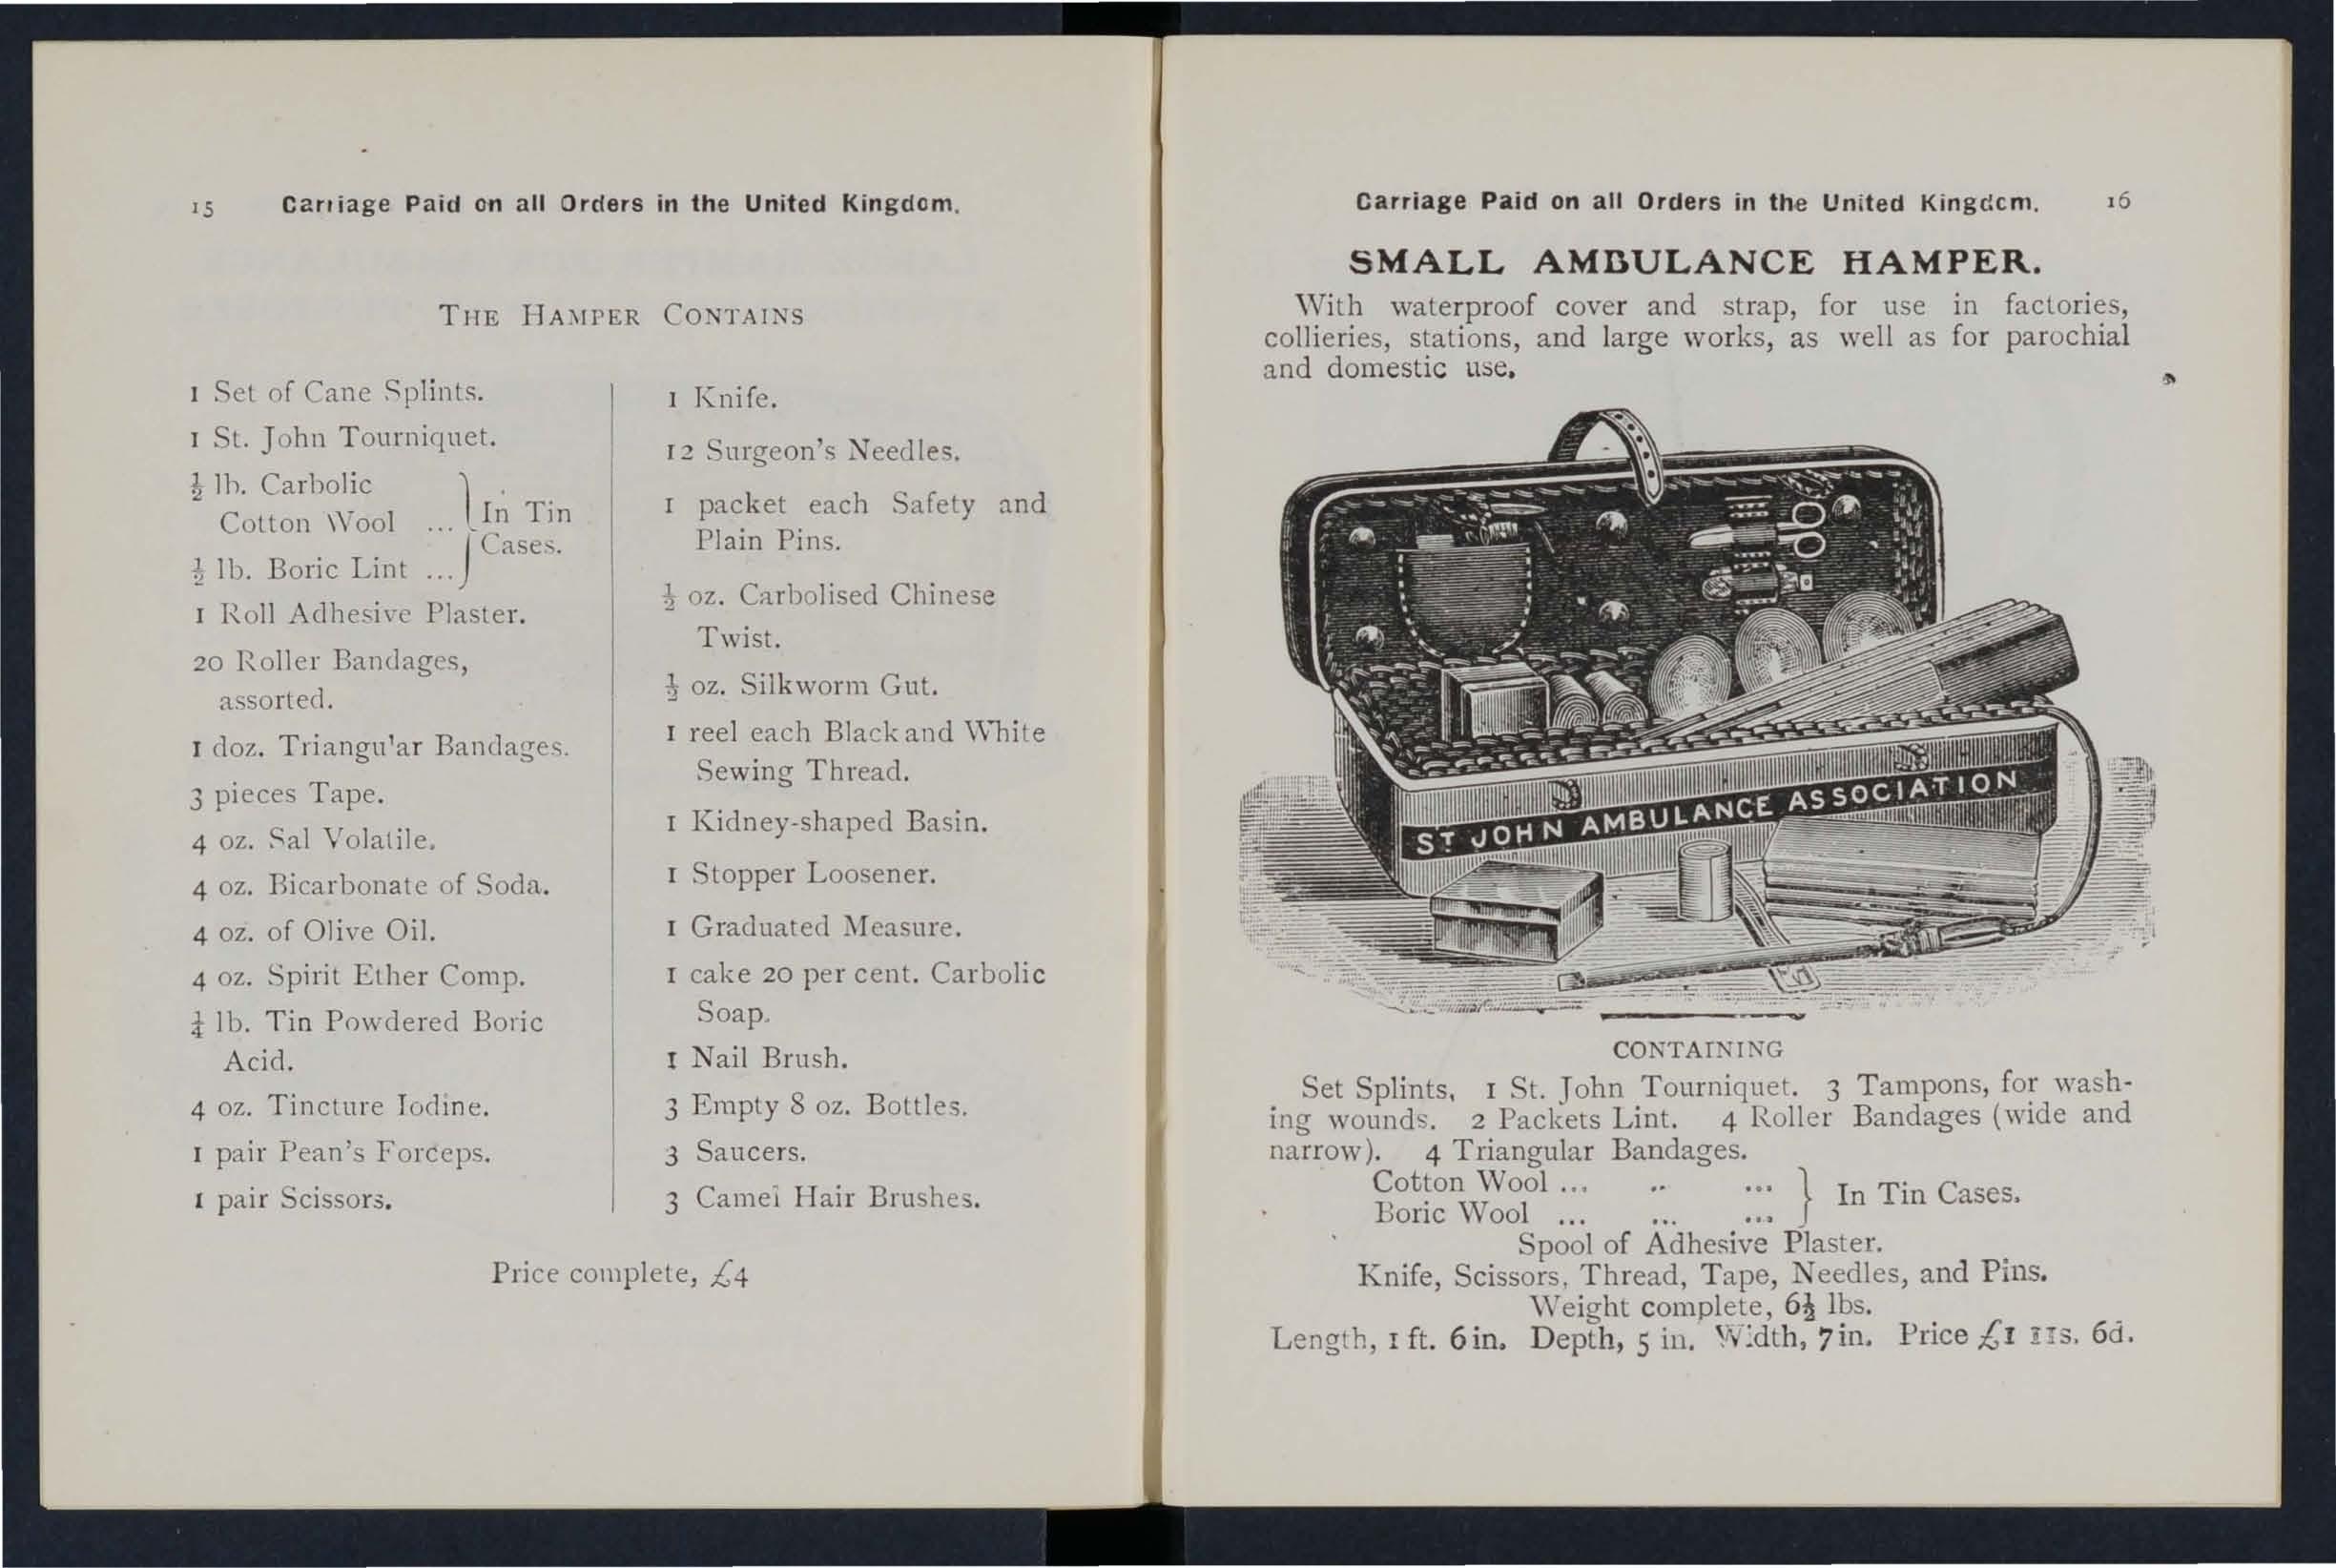 15 Carriage Paid on all Orders in the United Kingdom.
THE HAMPER CONTAINS
1 Set of Cane Splints.
1 St. John Tourniquet.
½ lb. Carbolic
Cotton Wool ...
½ lb. Boric Lint ...
In Tin
Cases.
1 Roll Adhesive Plaster.
20 Roller Bandages,
assorted.
1 doz. Triangu'ar Bandages.
3 pieces Tape.
4 oz. Sal Volatile.
4 oz. Bicarbonate of Soda.
4 oz. of Olive Oil.
4 oz. Spirit Ether Comp.
¼ lb. Tin Powdered Boric
Acid.
4 oz. Tincture Iodine.
1 pair Pean's Forceps.
1 pair Scissors.
1 Knife.
12 Surgeon's Needles.
1 packet each Safety and
Plain Pins.
½ oz. Carbolised Chinese
Twist.
½ oz. Silkworm Gut.
1 reel each Black and White
Sewing Thread.
1 Kidney-shaped Basin.
1 Stopper Loosener.
1 Graduated Measure.
1 cake 20 per cent. Carbolic
Soap.
1 Nail Brush.
3 Empty 8 oz. Bottles.
3 Saucers.
3 Camel Hair Brushes.
Price complete, £4
Carriage Paid on all Orders in the United Kingdom. 16
SMALL AMBULANCE HAMPER.
With waterproof cover and strap, for use in factories,
collieries, stations, and large works, as well as for parochial
and domestic use.
ST JOHN AMBULANCE ASSOCIATION
CONTAINING
Set Splints, 1 St. John Tourniquet. 3 Tampons, for wash-
ing wounds. 2 Packets Lint. 4 Roller Bandages (wide and
narrow). 4 Triangular Bandages.
Cotton Wool ... .. ...
Boric Wool ... ... ...
In Tin Cases.
Spool of Adhesive Plaster.
Knife, Scissors, Thread, Tape, Needles, and Pins.
Weight complete, 6½ lbs.
Length, 1 ft. 6 in. Depth, 5 in. Width, 7 in. Price £1 11s. 6d.